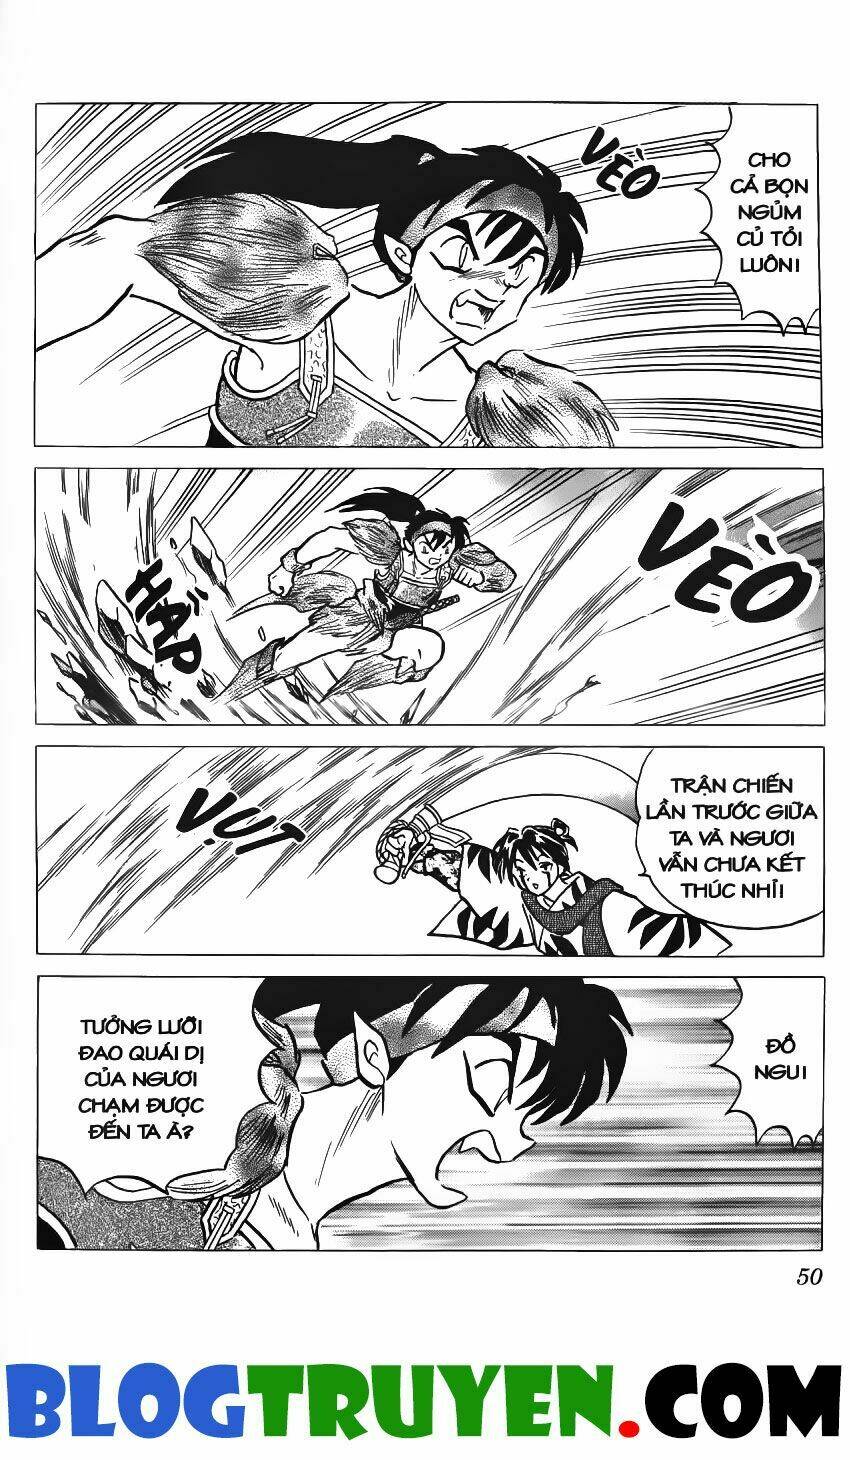 VÈO
CHO
CẢ BỌN
NGỦM
CỦ TỎI
LUÔN!
HẤP
VÈO
VỤT
TRẬN CHIẾN
LẦN TRƯỚC GIỮA
TA VÀ NGƯƠI
VẪN CHƯA KẾT
THÚC NHỈ!
ĐỒ
NGU!
TƯỞNG LƯỠI
ĐAO QUÁI DỊ
CỦA NGƯƠI
CHẠM ĐƯỢC
ĐẾN TA À?
50
BLOGTRUYEN.COM